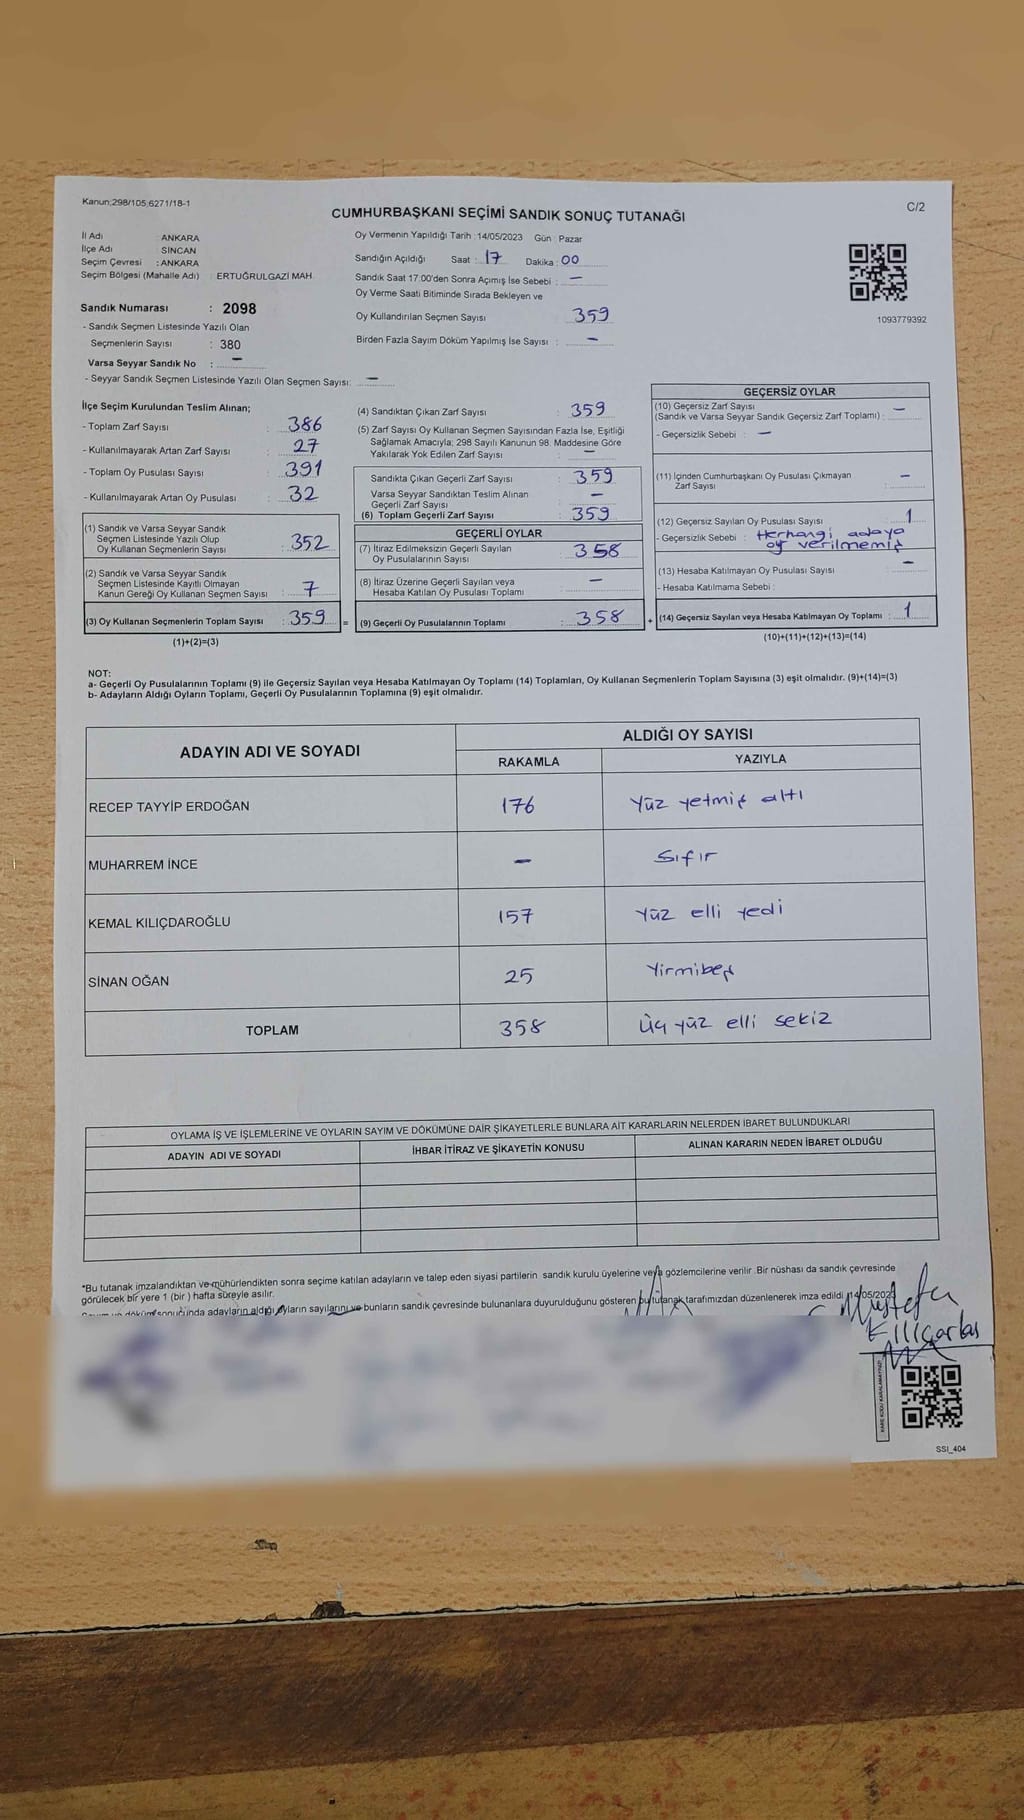 Kanun;298/105,6271/18-1
C/2
CUMHURBAŞKANI SEÇİMİ SANDIK SONUÇ TUTANAĞI
İl Adı : ANKARA
İlçe Adı : SİNCAN
Seçim Çevresi : ANKARA
Seçim Bölgesi (Mahalle Adı) : ERTUĞRULGAZİ MAH.
Sandık Numarası : 2098
- Sandık Seçmen Listesinde Yazılı Olan
Seçmenlerin Sayısı : 380
Varsa Seyyar Sandık No : -
- Seyyar Sandık Seçmen Listesinde Yazılı Olan Seçmen Sayısı: -
Oy Vermenin Yapıldığı Tarih :14/05/2023 Gün : Pazar
Sandığın Açıldığı Saat : 17 Dakika : 00
Sandık Saat 17:00'den Sonra Açımış İse Sebebi : -
Oy Verme Saati Bitiminde Sırada Bekleyen ve
Oy Kullandırılan Seçmen Sayısı : 359
Birden Fazla Sayım Döküm Yapılmış İse Sayısı : -
1093779392
İlçe Seçim Kurulundan Teslim Alınan;
- Toplam Zarf Sayısı : 386
- Kullanılmayarak Artan Zarf Sayısı : 27
- Toplam Oy Pusulası Sayısı : 391
- Kullanılmayarak Artan Oy Pusulası : 32
(1) Sandık ve Varsa Seyyar Sandık
Seçmen Listesinde Yazılı Olup
Oy Kullanan Seçmenlerin Sayısı : 352
(2) Sandık ve Varsa Seyyar Sandık
Seçmen Listesinde Kayıtlı Olmayan
Kanun Gereği Oy Kullanan Seçmen Sayısı : 7
(3) Oy Kullanan Seçmenlerin Toplam Sayısı : 359
(1)+(2)=(3)
(4) Sandıktan Çıkan Zarf Sayısı : 359
(5) Zarf Sayısı Oy Kullanan Seçmen Sayısından Fazla İse, Eşitliği
Sağlamak Amacıyla; 298 Sayılı Kanunun 98. Maddesine Göre
Yakılarak Yok Edilen Zarf Sayısı : -
Sandıkta Çıkan Geçerli Zarf Sayısı : 359
Varsa Seyyar Sandıktan Teslim Alınan
Geçerli Zarf Sayısı : -
(6) Toplam Geçerli Zarf Sayısı : 359
GEÇERLİ OYLAR
(7) İtiraz Edilmeksizin Geçerli Sayılan
Oy Pusulalarının Sayısı : 358
(8) İtiraz Üzerine Geçerli Sayılan veya
Hesaba Katılan Oy Pusulası Toplamı : -
= (9) Geçerli Oy Pusulalarının Toplamı : 358
GEÇERSİZ OYLAR
(10) Geçersiz Zarf Sayısı
(Sandık ve Varsa Seyyar Sandık Geçersiz Zarf Toplamı) : -
- Geçersizlik Sebebi : -
(11) İçinden Cumhurbaşkanı Oy Pusulası Çıkmayan
Zarf Sayısı : -
(12) Geçersiz Sayılan Oy Pusulası Sayısı : 1
- Geçersizlik Sebebi : Herhangi adaya
oy verilmemiş
(13) Hesaba Katılmayan Oy Pusulası Sayısı : -
- Hesaba Katılmama Sebebi :
+ (14) Geçersiz Sayılan veya Hesaba Katılmayan Oy Toplamı : 1
(10)+(11)+(12)+(13)=(14)
NOT:
a- Geçerli Oy Pusulalarının Toplamı (9) ile Geçersiz Sayılan veya Hesaba Katılmayan Oy Toplamı (14) Toplamları, Oy Kullanan Seçmenlerin Toplam Sayısına (3) eşit olmalıdır. (9)+(14)=(3)
b- Adayların Aldığı Oyların Toplamı, Geçerli Oy Pusulalarının Toplamına (9) eşit olmalıdır.
ADAYIN ADI VE SOYADI ALDIĞI OY SAYISI
RAKAMLA YAZIYLA
RECEP TAYYİP ERDOĞAN 176 Yüz yetmiş altı
MUHARREM İNCE - Sıfır
KEMAL KILIÇDAROĞLU 157 Yüz elli yedi
SİNAN OĞAN 25 Yirmibeş
TOPLAM 358 Üç yüz elli sekiz
OYLAMA İŞ VE İŞLEMLERİNE VE OYLARIN SAYIM VE DÖKÜMÜNE DAİR ŞİKAYETLERLE BUNLARA AİT KARARLARIN NELERDEN İBARET BULUNDUKLARI
ADAYIN ADI VE SOYADI İHBAR İTİRAZ VE ŞİKAYETİN KONUSU ALINAN KARARIN NEDEN İBARET OLDUĞU
*Bu tutanak imzalandıktan ve mühürlendikten sonra seçime katılan adayların ve talep eden siyasi partilerin sandık kurulu üyelerine veya gözlemcilerine verilir. Bir nüshası da sandık çevresinde
görülecek bir yere 1 (bir ) hafta süreyle asılır.
sonucunda adayların aldığı oyların sayılarını ve bunların sandık çevresinde bulunanlara duyurulduğunu gösteren bu tutanak tarafımızdan düzenlenerek imza edildi. 14/05/2023
Mustafa
Kılıçarlas
SSI_404